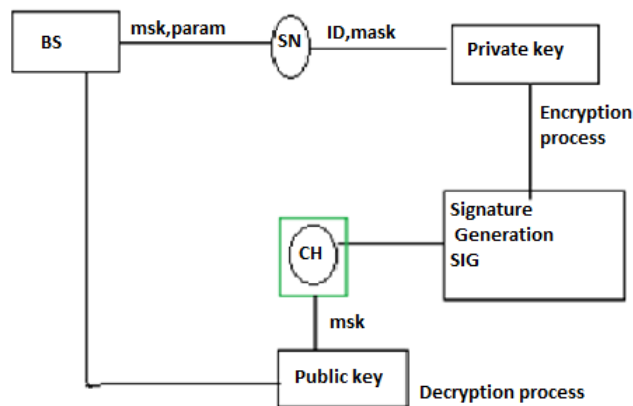 BS
msk,param
SN
ID,mask
Private key
Encryption
process
Signature
Generation
SIG
CH
msk
Public key
Decryption process